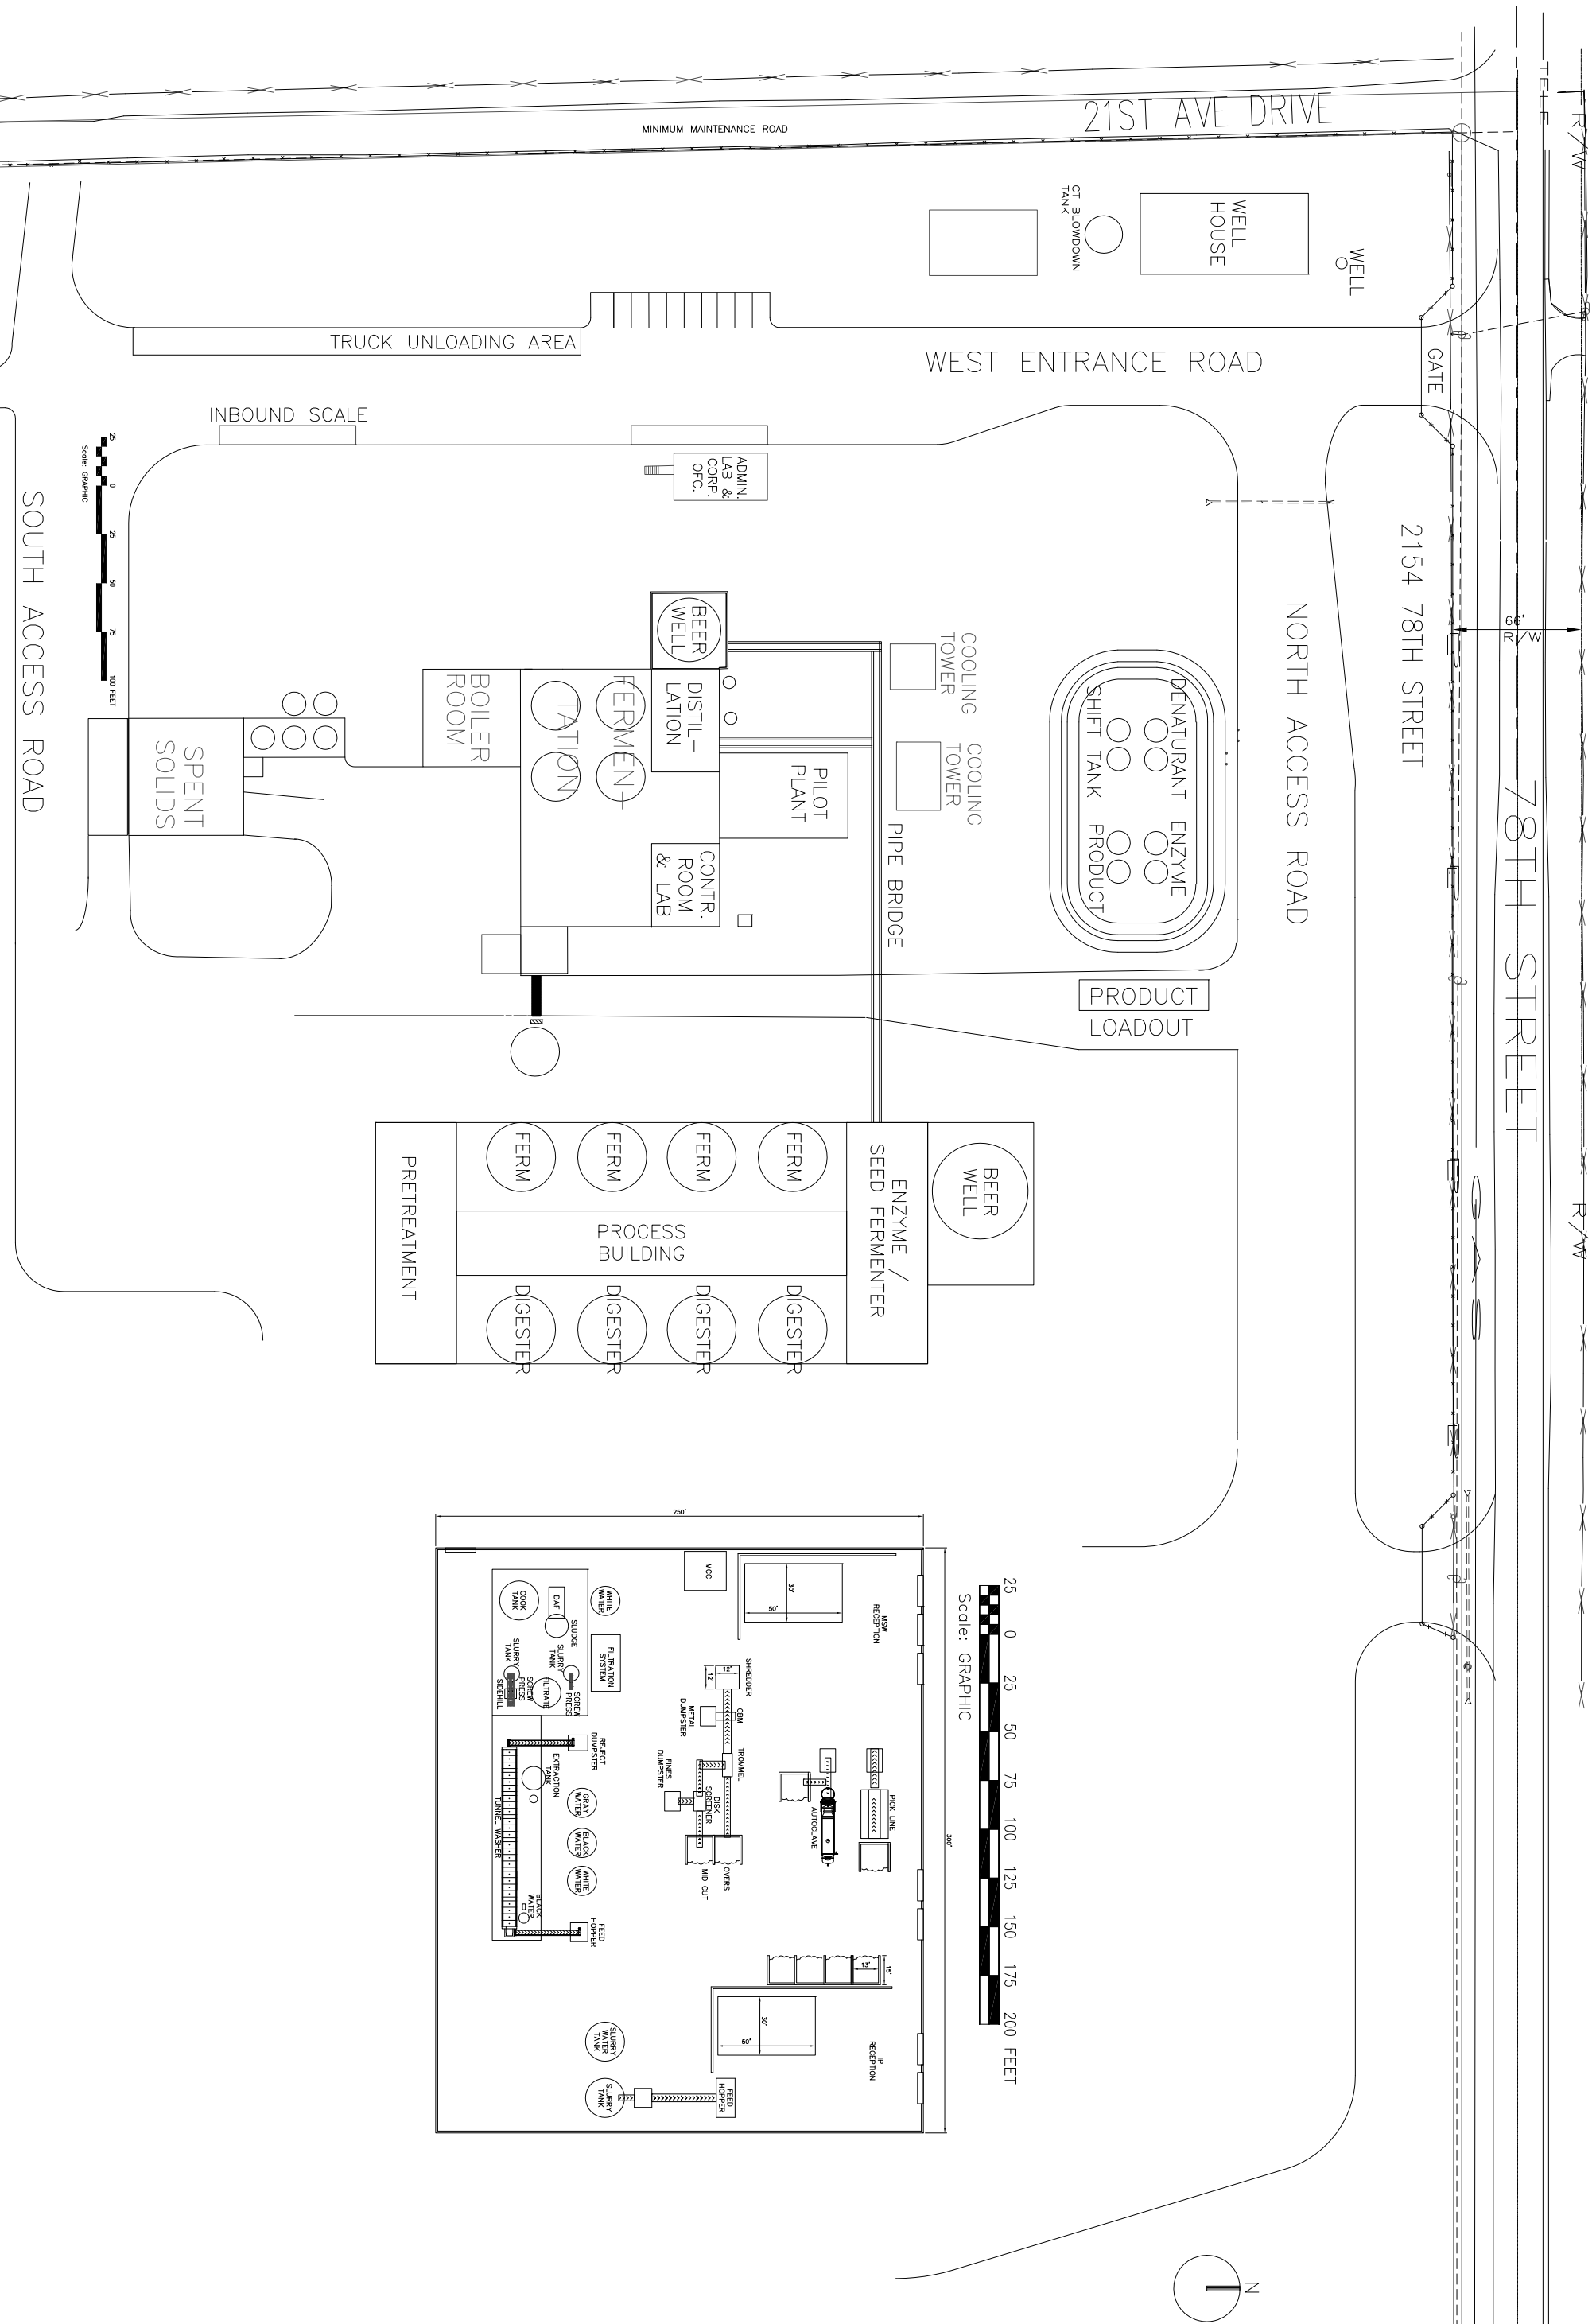 21ST AVE DRIVE
MINIMUM MAINTENANCE ROAD
TELE
R/W
WELL
HOUSE
WELL
CT BLOWDOWN
TANK
TRUCK UNLOADING AREA
WEST ENTRANCE ROAD
GATE
INBOUND SCALE
ADMIN.
LAB &
CORP.
OFC.
25 0 25 50 75 100 FEET
Scale: GRAPHIC
SOUTH ACCESS ROAD
2154 78TH STREET
NORTH ACCESS ROAD
66'
R/W
78TH STREET
BEER
WELL
COOLING
TOWER
COOLING
TOWER
DENATURANT
ENZYME
SHIFT TANK
PRODUCT
BOILER
ROOM
FERMEN-
TATION
DISTIL-
LATION
PILOT
PLANT
SPENT
SOLIDS
CONTR.
ROOM
& LAB
PIPE BRIDGE
PRODUCT
LOADOUT
GAS
R/W
BEER
WELL
ENZYME /
SEED FERMENTER
FERM
FERM
FERM
FERM
PRETREATMENT
PROCESS
BUILDING
DIGESTER
DIGESTER
DIGESTER
DIGESTER
250'
300'
25 0 25 50 75 100 125 150 175 200 FEET
Scale: GRAPHIC
MCC
30'
50'
MSW
RECEPTION
WHITE
WATER
COOK
TANK
DAF
SLUDGE
FILTRATION
SYSTEM
SLURRY
TANK
SLURRY
TANK
SCREW
PRESS
SIDEHILL
FILTRATE
SCREW
PRESS
SHREDDER
12'
12'
CBM
METAL
DUMPSTER
TROMMEL
REJECT
DUMPSTER
FINES
DUMPSTER
DISK
SCREENER
EXTRACTION
TANK
GRAY
WATER
BLACK
WATER
WHITE
WATER
TUNNEL WASHER
PICK LINE
AUTOCLAVE
OVERS
MID CUT
BLACK
WATER
FEED
HOPPER
13'
15'
30'
50'
IP
RECEPTION
SLURRY
WATER
TANK
SLURRY
TANK
FEED
HOPPER
N